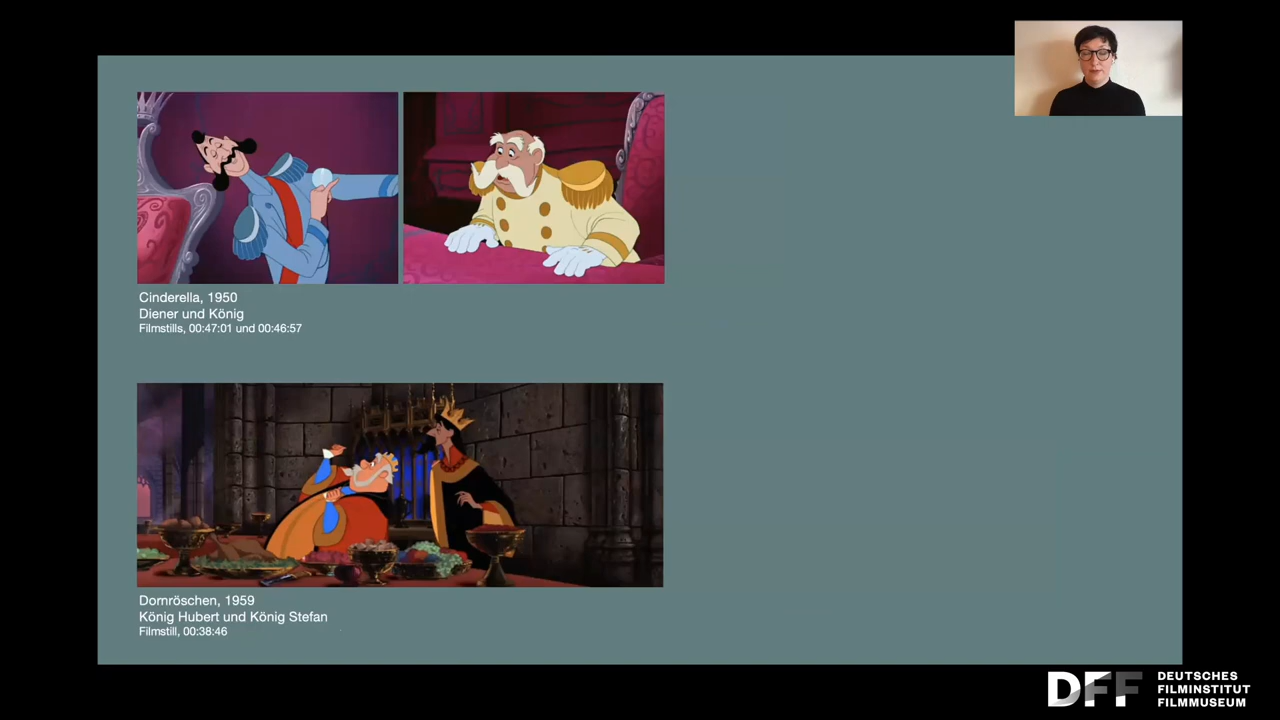 Cinderella, 1950
Diener und König
Filmstills, 00:47:01 und 00:46:57
Dornröschen, 1959
König Hubert und König Stefan
Filmstill, 00:38:46
DFF
DEUTSCHES
FILMINSTITUT
FILMMUSEUM